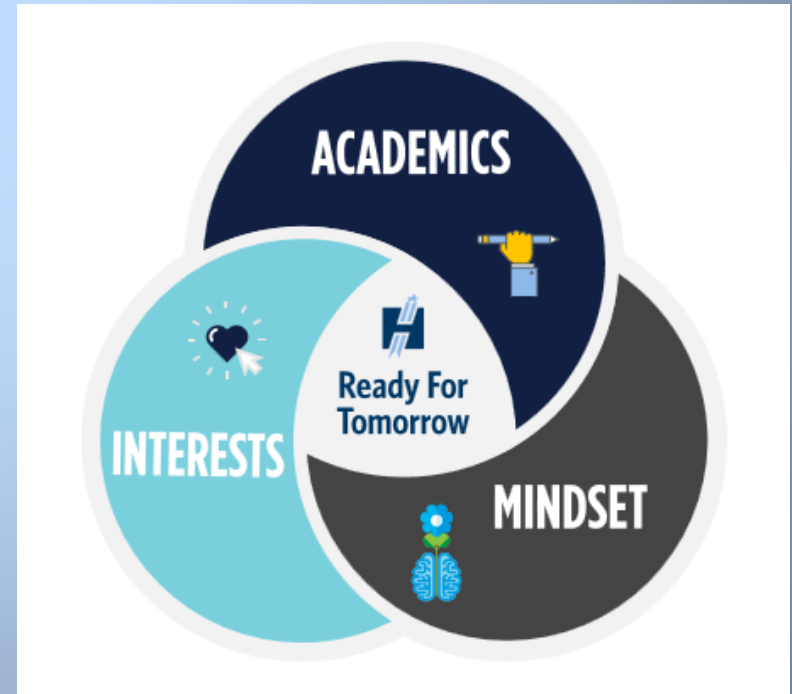 ACADEMICS
INTERESTS
H
Ready For
Tomorrow
MINDSET